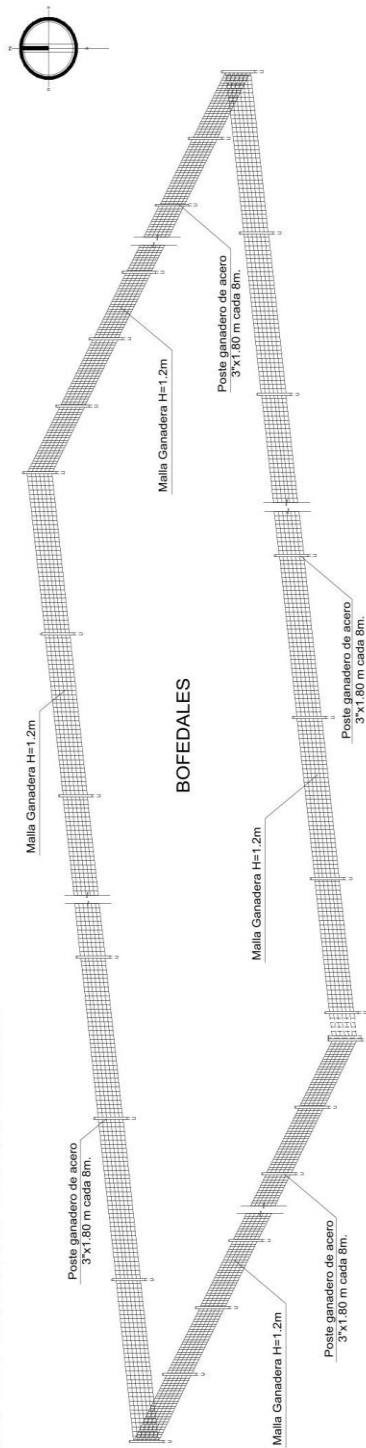 Malla Ganadera H=1.2m
Poste ganadero de acero
3"x1.80 m cada 8m.
Malla Ganadera H=1.2m
Poste ganadero de acero
3"x1.80 m cada 8m.
BOFEDALES
Malla Ganadera H=1.2m
Poste ganadero de acero
3"x1.80 m cada 8m.
Malla Ganadera H=1.2m
Poste ganadero de acero
3"x1.80 m cada 8m.